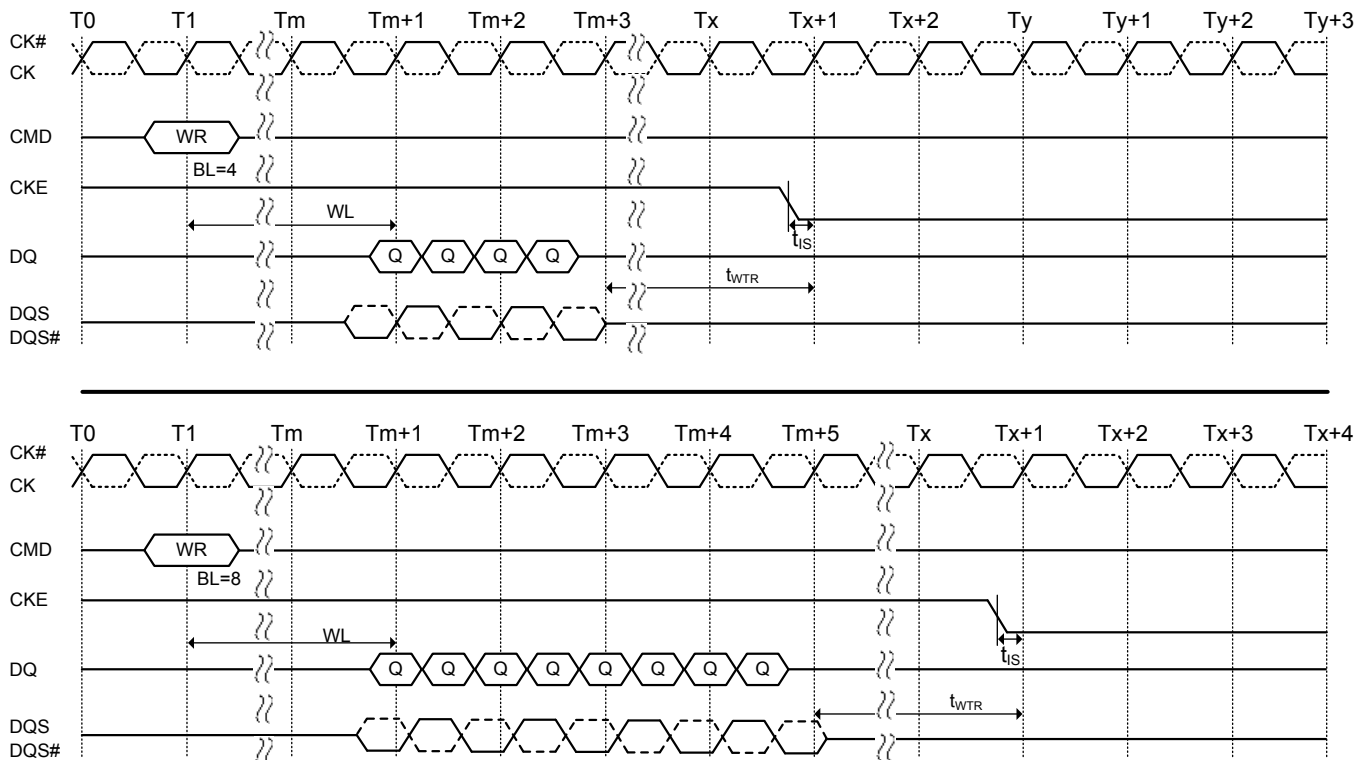 T0 T1 Tm Tm+1 Tm+2 Tm+3 Tx Tx+1 Tx+2 Ty Ty+1 Ty+2 Ty+3
CK#
CK
CMD WR
BL=4
CKE
WL
tIS
DQ Q Q Q Q
tWTR
DQS
DQS#
T0 T1 Tm Tm+1 Tm+2 Tm+3 Tm+4 Tm+5 Tx Tx+1 Tx+2 Tx+3 Tx+4
CK#
CK
CMD WR
BL=8
CKE
WL
tIS
DQ Q Q Q Q Q Q Q Q
tWTR
DQS
DQS#